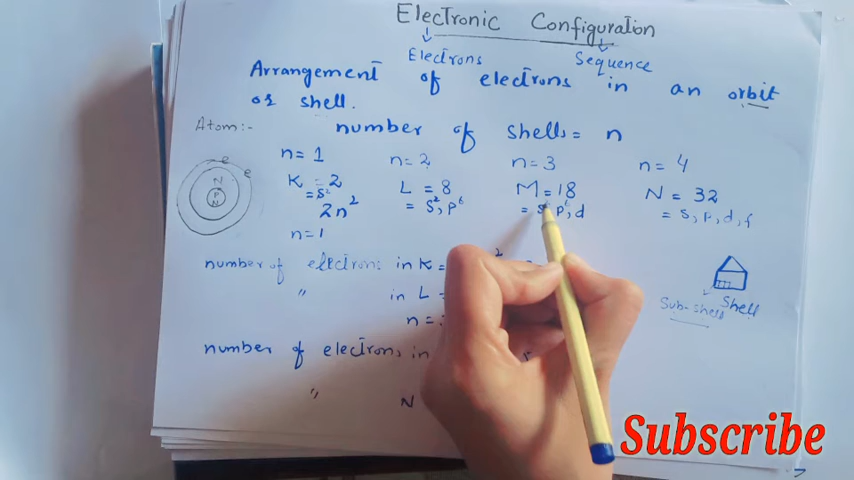 Electronic Configuration
Electrons Sequence
Arrangement of electrons in an orbit
or shell.
Atom:- number of shells = n
n = 1 n = 2 n = 3 n = 4
K = 2 L = 8 M = 18 N = 32
= s² = s², p⁶ = s p⁶, d = s, p, d, f
2n²
n = 1
e
e
N
P
N
number of electrons in K =
" in L =
n =
number of electrons in
" N
Sub-shell Shell
Subscribe